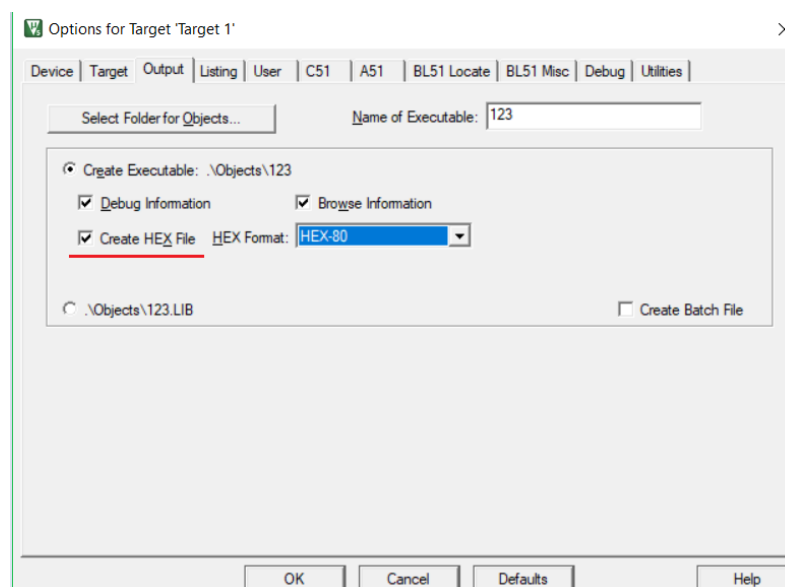 Options for Target 'Target 1'
Device Target Output Listing User C51 A51 BL51 Locate BL51 Misc Debug Utilities
Select Folder for Objects... Name of Executable: 123
Create Executable: .\Objects\123
Debug Information Browse Information
Create HEX File HEX Format: HEX-80
.\Objects\123.LIB Create Batch File
OK Cancel Defaults Help